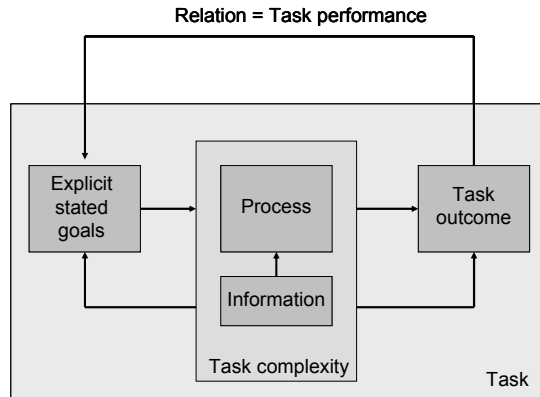 Relation = Task performance
Explicit
stated
goals
Process
Task
outcome
Information
Task complexity
Task